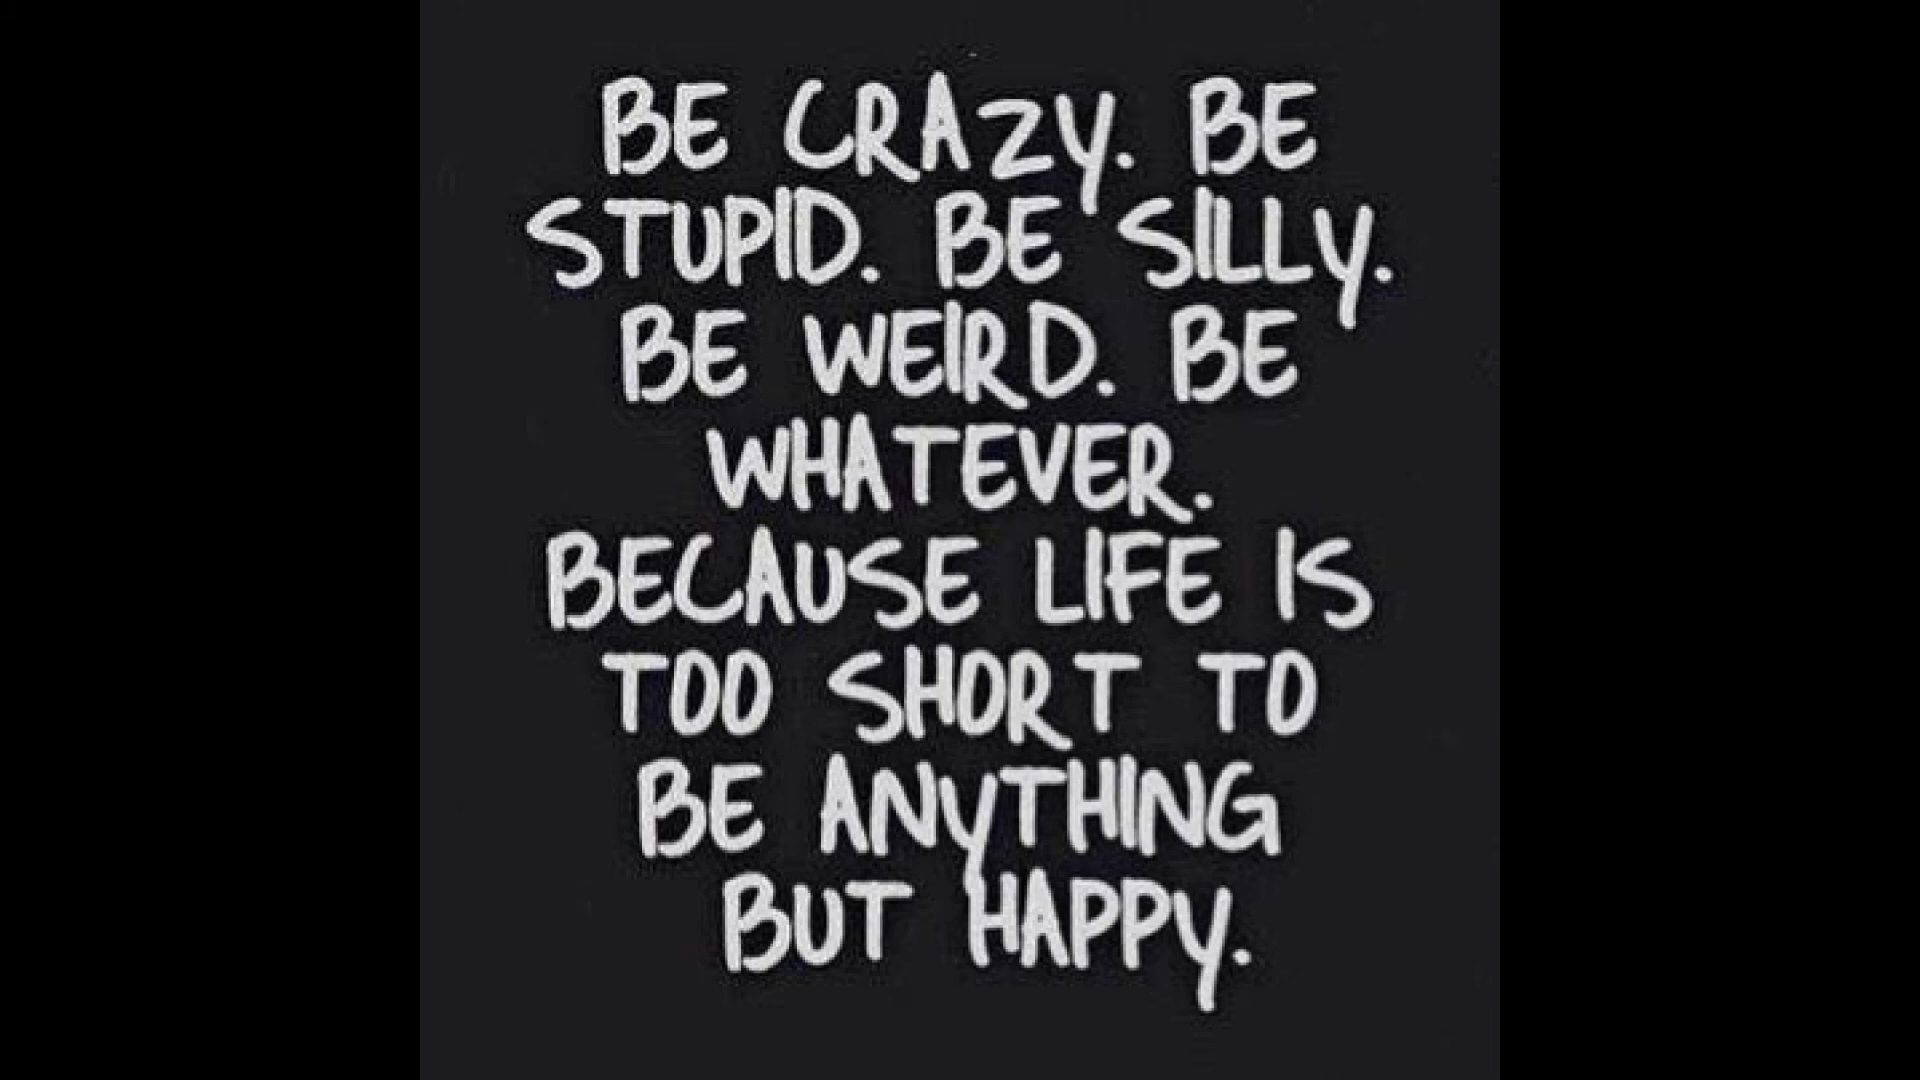 BE CRAZY. BE
STUPID. BE SILLY.
BE WEIRD. BE
WHATEVER.
BECAUSE LIFE IS
TOO SHORT TO
BE ANYTHING
BUT HAPPY.